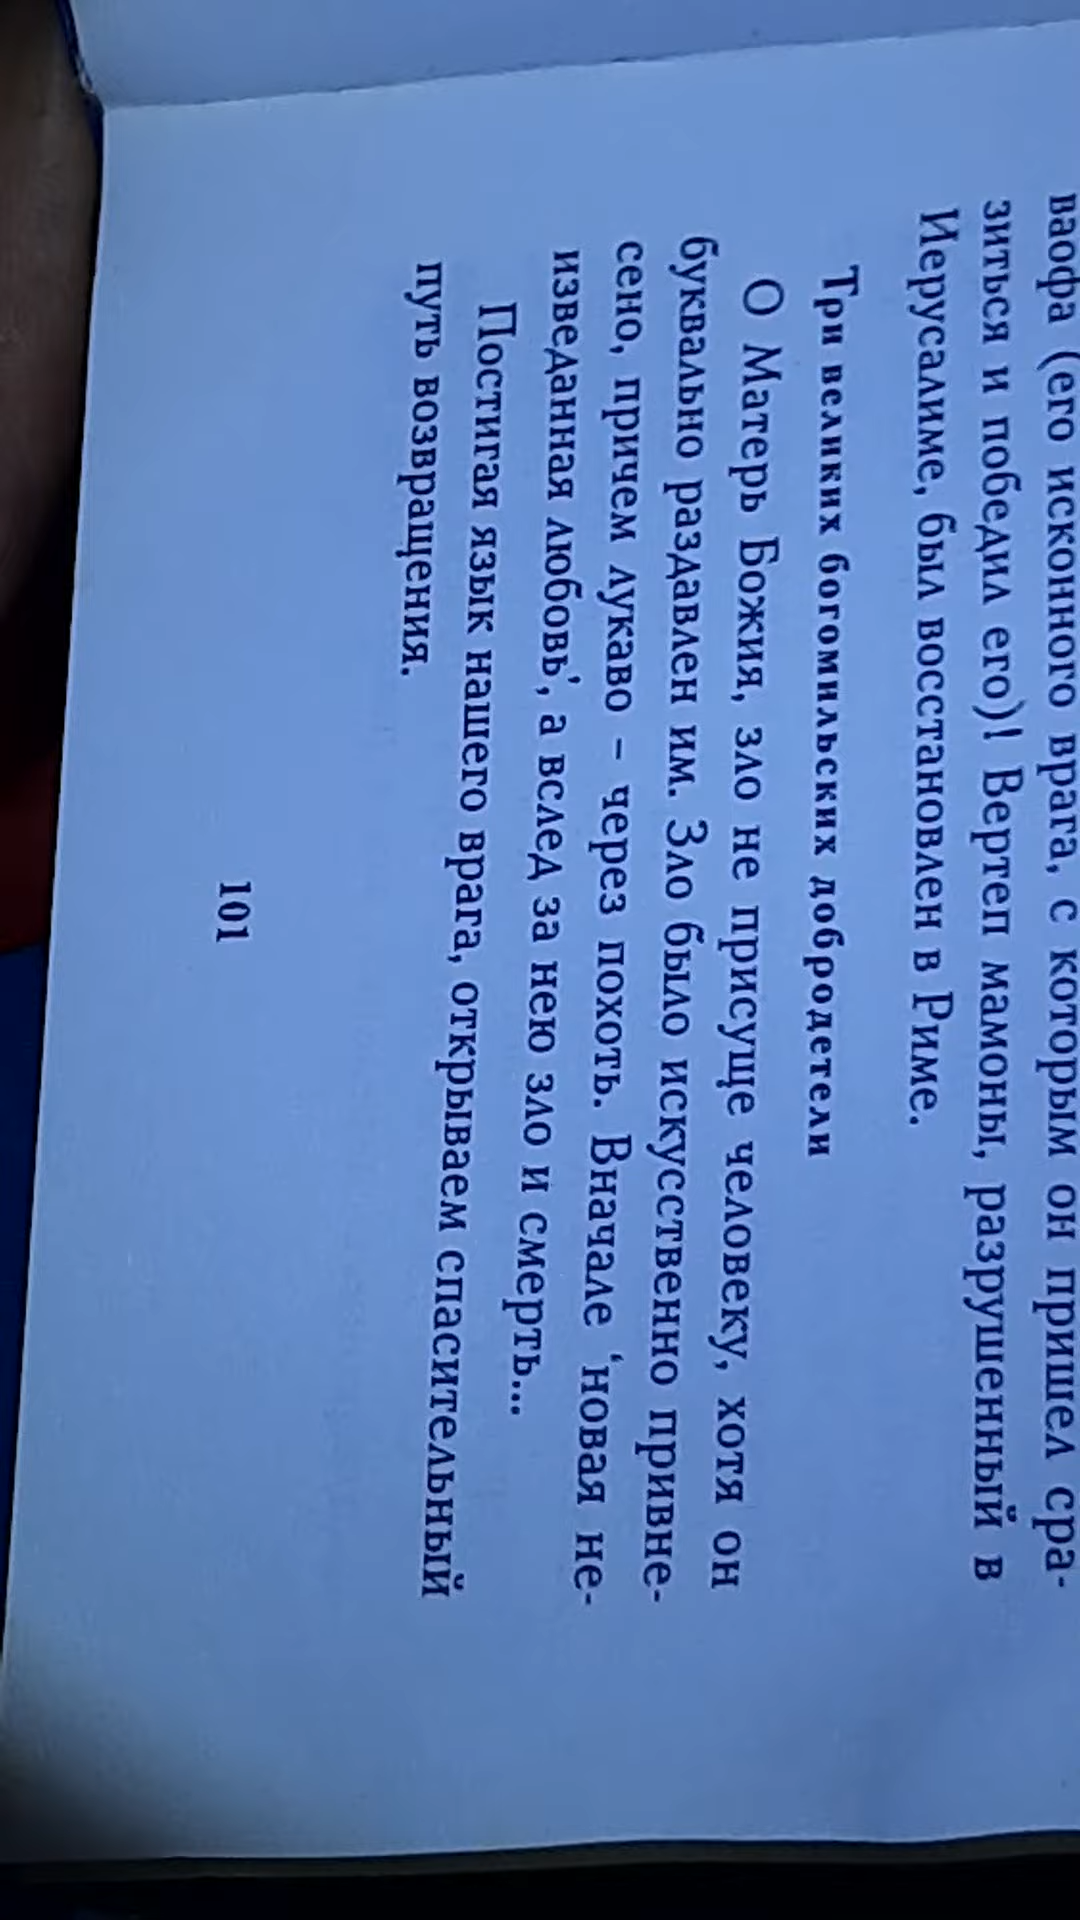 ваофа (его исконного врага, с которым он пришел сра-
зиться и победил его)! Вертеп мамоны, разрушенный в
Иерусалиме, был восстановлен в Риме.
Три великих богомильских добродетели
О Матерь Божия, зло не присуще человеку, хотя он
буквально раздавлен им. Зло было искусственно привне-
сено, причем лукаво – через похоть. Вначале ‘новая не-
изведанная любовь’, а вслед за нею зло и смерть...
Постигая язык нашего врага, открываем спасительный
путь возвращения.
101